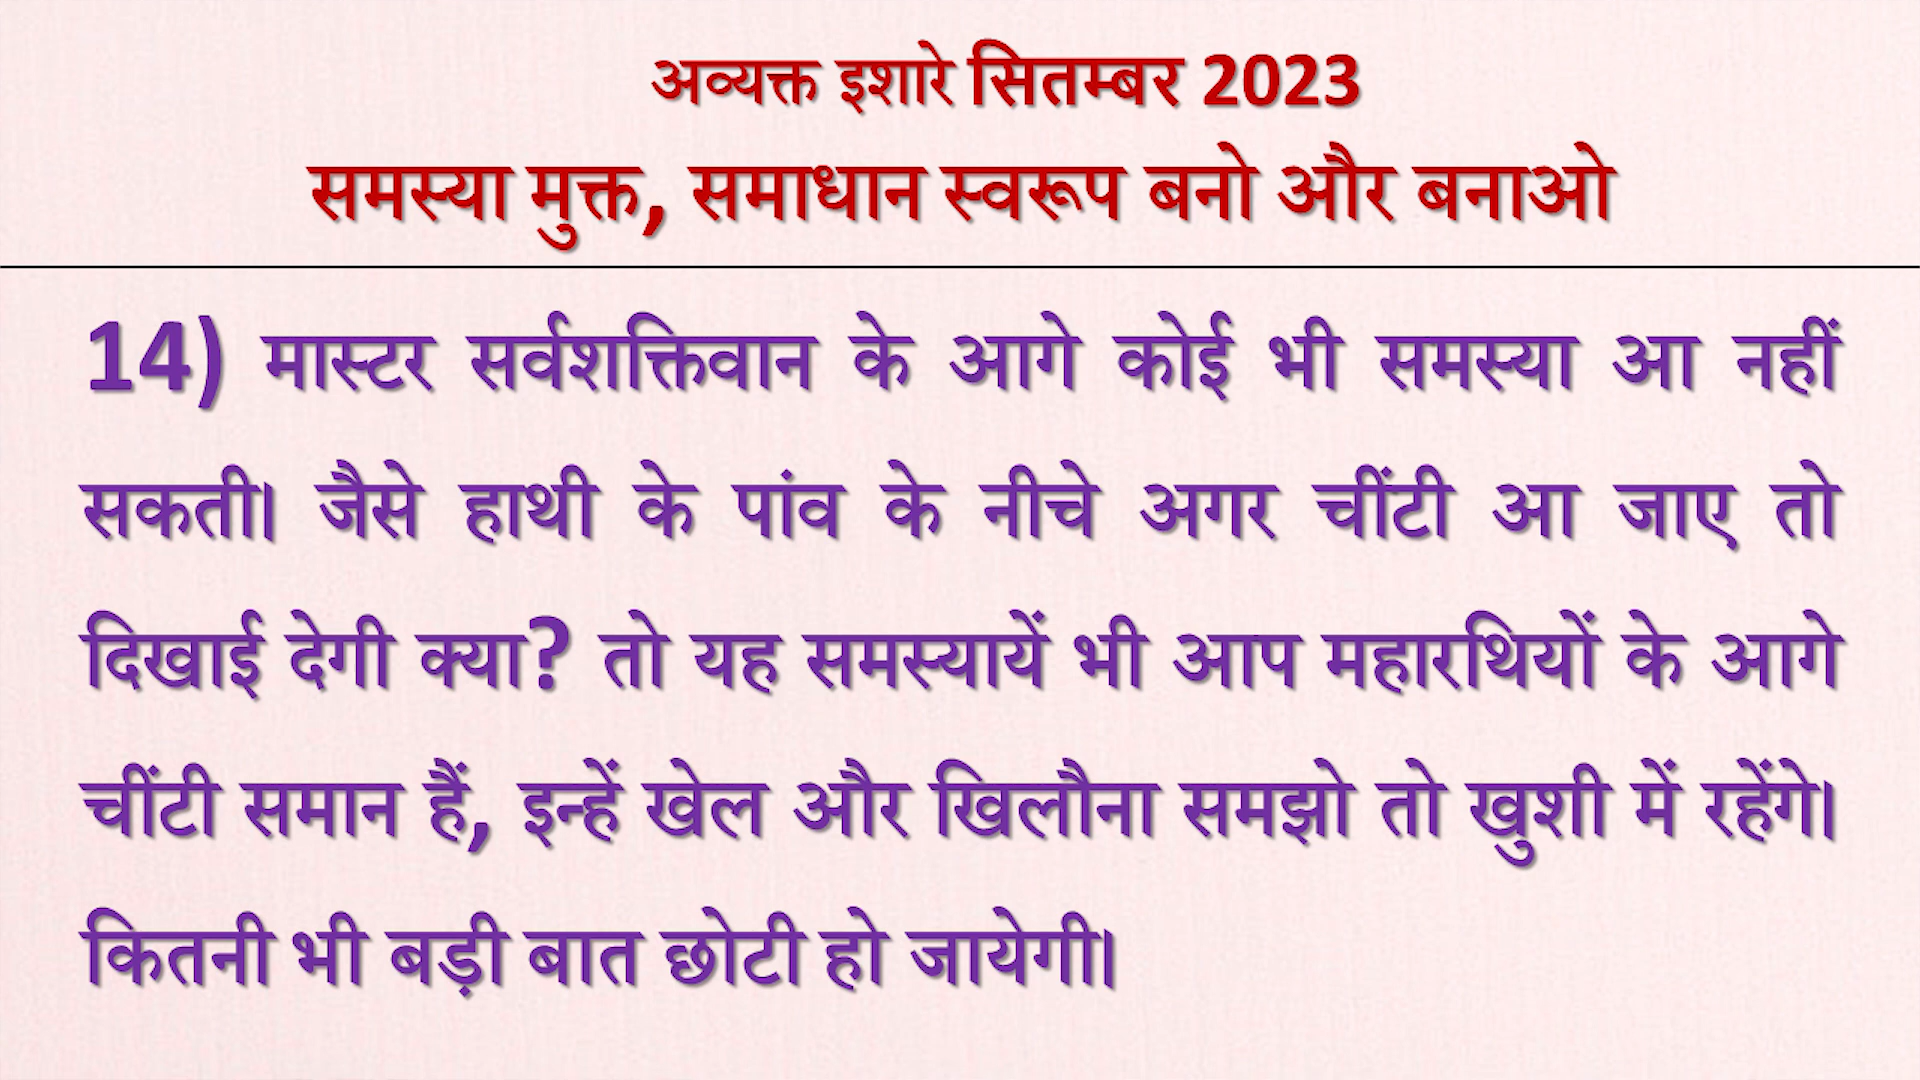 अव्यक्त इशारे सितम्बर 2023
समस्या मुक्त, समाधान स्वरूप बनो और बनाओ
14) मास्टर सर्वशक्तिवान के आगे कोई भी समस्या आ नहीं
सकती। जैसे हाथी के पांव के नीचे अगर चींटी आ जाए तो
दिखाई देगी क्या? तो यह समस्यायें भी आप महारथियों के आगे
चींटी समान हैं, इन्हें खेल और खिलौना समझो तो खुशी में रहेंगे।
कितनी भी बड़ी बात छोटी हो जायेगी।